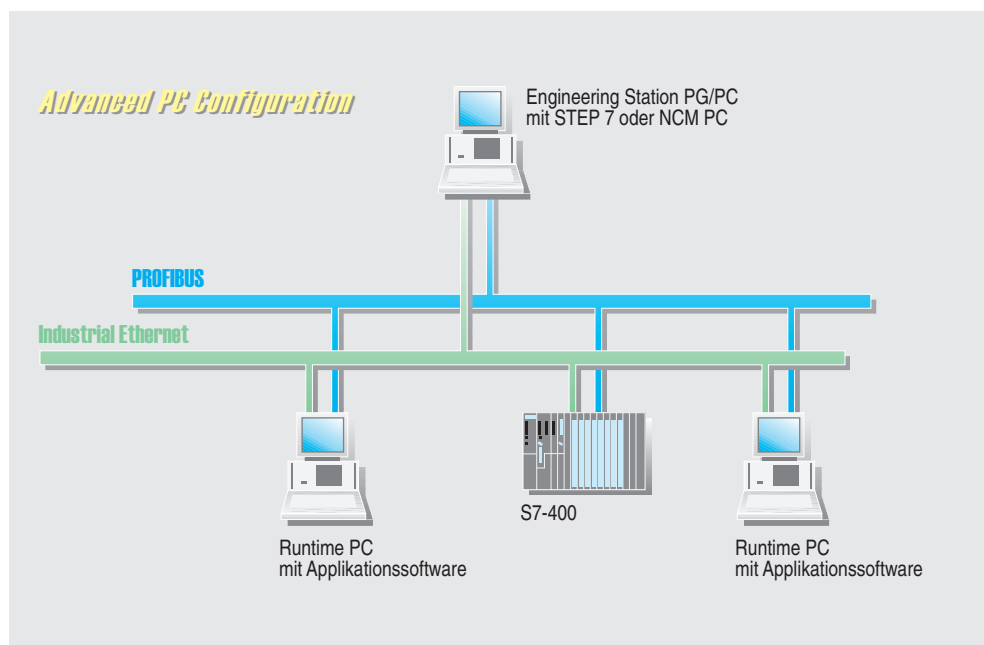 Advanced PC Configuration
Engineering Station PG/PC
mit STEP 7 oder NCM PC
PROFIBUS
Industrial Ethernet
S7-400
Runtime PC
mit Applikationssoftware
Runtime PC
mit Applikationssoftware